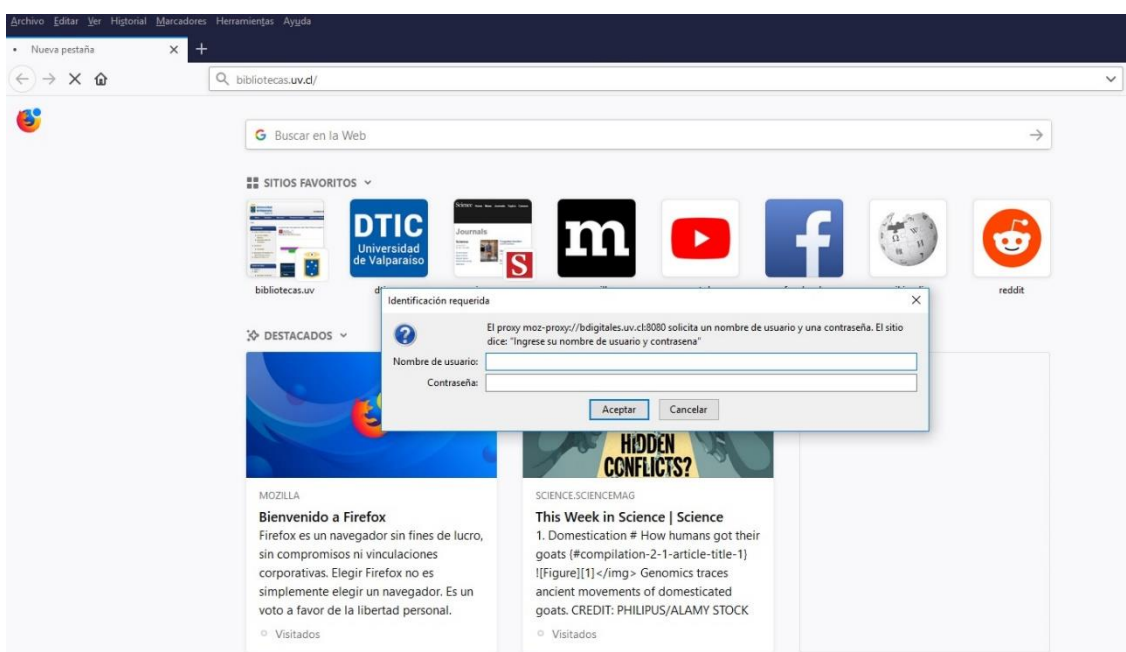 Archivo Editar Ver Historial Marcadores Herramientas Ayuda
Nueva pestaña
bibliotecas.uv.cl/
Buscar en la Web
SITIOS FAVORITOS
Science
Journals
S
DTIC
Universidad
de Valparaíso
m
f
bibliotecas.uv
reddit
Identificación requerida
El proxy moz-proxy://bdigitales.uv.cl:8080 solicita un nombre de usuario y una contraseña. El sitio
dice: "Ingrese su nombre de usuario y contrasena"
Nombre de usuario:
Contraseña:
Aceptar Cancelar
DESTACADOS
HIDDEN
CONFLICTS?
MOZILLA
Bienvenido a Firefox
Firefox es un navegador sin fines de lucro,
sin compromisos ni vinculaciones
corporativas. Elegir Firefox no es
simplemente elegir un navegador. Es un
voto a favor de la libertad personal.
Visitados
SCIENCE.SCIENCEMAG
This Week in Science | Science
1. Domestication # How humans got their
goats {#compilation-2-1-article-title-1}
![Figure][1]</img> Genomics traces
ancient movements of domesticated
goats. CREDIT: PHILIPUS/ALAMY STOCK
Visitados